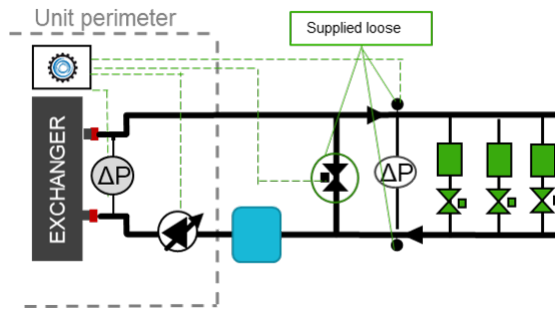 Unit perimeter
Supplied loose
EXCHANGER
ΔP
ΔP